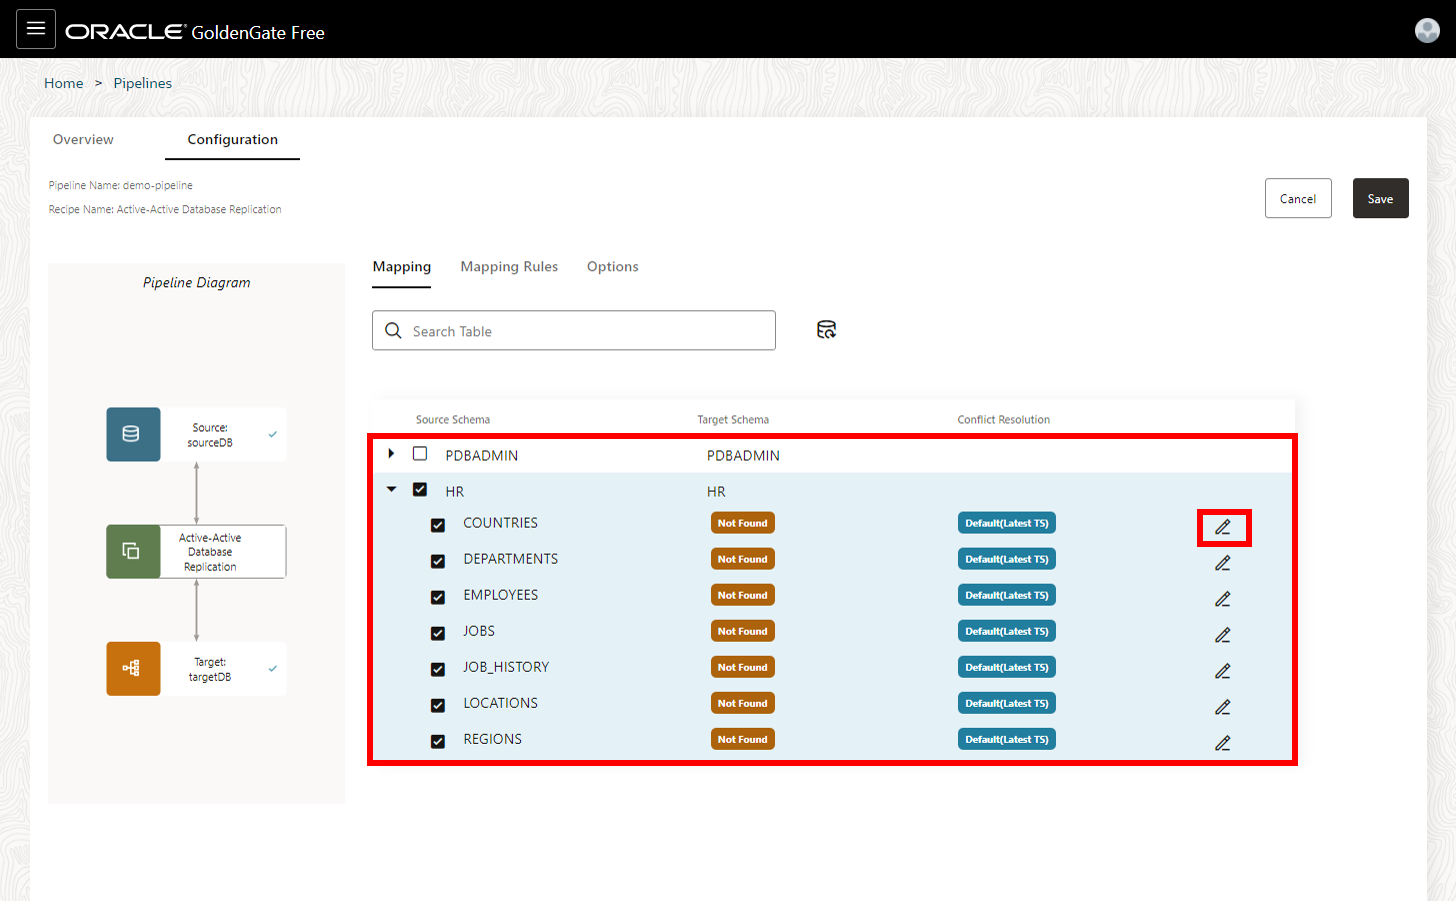 ORACLE® GoldenGate Free
Home > Pipelines
Overview Configuration
Pipeline Name: demo-pipeline
Recipe Name: Active-Active Database Replication
Cancel Save
Pipeline Diagram
Source:
sourceDB
Active-Active
Database
Replication
Target:
targetDB
Mapping Mapping Rules Options
Search Table
Source Schema Target Schema Conflict Resolution
PDBADMIN PDBADMIN
HR HR
COUNTRIES Not Found Default(Latest TS)
DEPARTMENTS Not Found Default(Latest TS)
EMPLOYEES Not Found Default(Latest TS)
JOBS Not Found Default(Latest TS)
JOB_HISTORY Not Found Default(Latest TS)
LOCATIONS Not Found Default(Latest TS)
REGIONS Not Found Default(Latest TS)